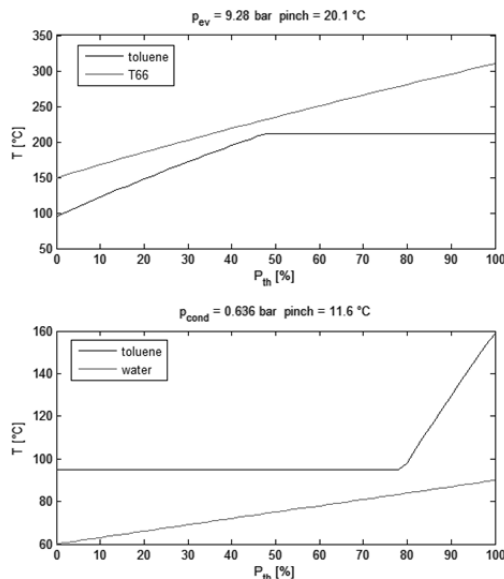 p_ev = 9.28 bar pinch = 20.1 °C
350
300
250
200
150
100
50
T [°C]
toluene
T66
0 10 20 30 40 50 60 70 80 90 100
P_th [%]
p_cond = 0.636 bar pinch = 11.6 °C
160
140
120
100
80
60
T [°C]
toluene
water
0 10 20 30 40 50 60 70 80 90 100
P_th [%]